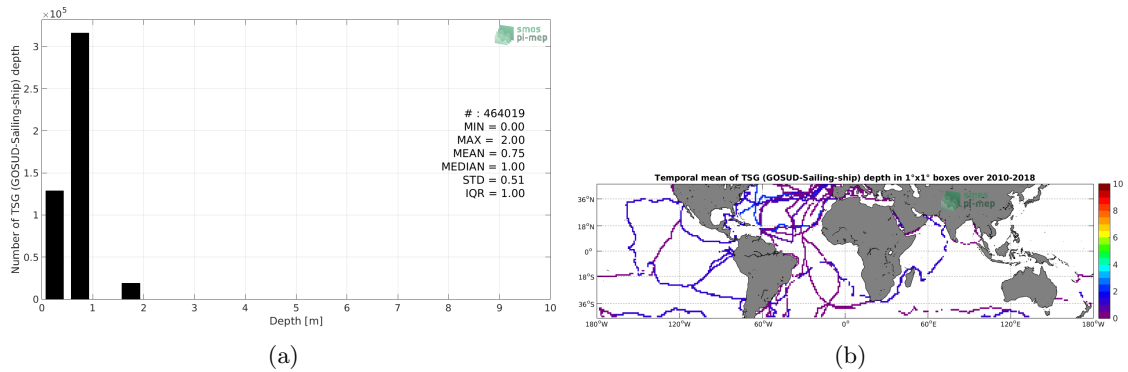 ×10⁵
smos
pi-mep
Number of TSG (GOSUD-Sailing-ship) depth
3
2.5
2
1.5
1
0.5
0
# : 464019
MIN = 0.00
MAX = 2.00
MEAN = 0.75
MEDIAN = 1.00
STD = 0.51
IQR = 1.00
0 1 2 3 4 5 6 7 8 9 10
Depth [m]
(a)
Temporal mean of TSG (GOSUD-Sailing-ship) depth in 1°x1° boxes over 2010-2018
smos
pi-mep
36°N
18°N
0°
18°S
36°S
180°W 120°W 60°W 0° 60°E 120°E 180°W
10
8
6
4
2
0
(b)